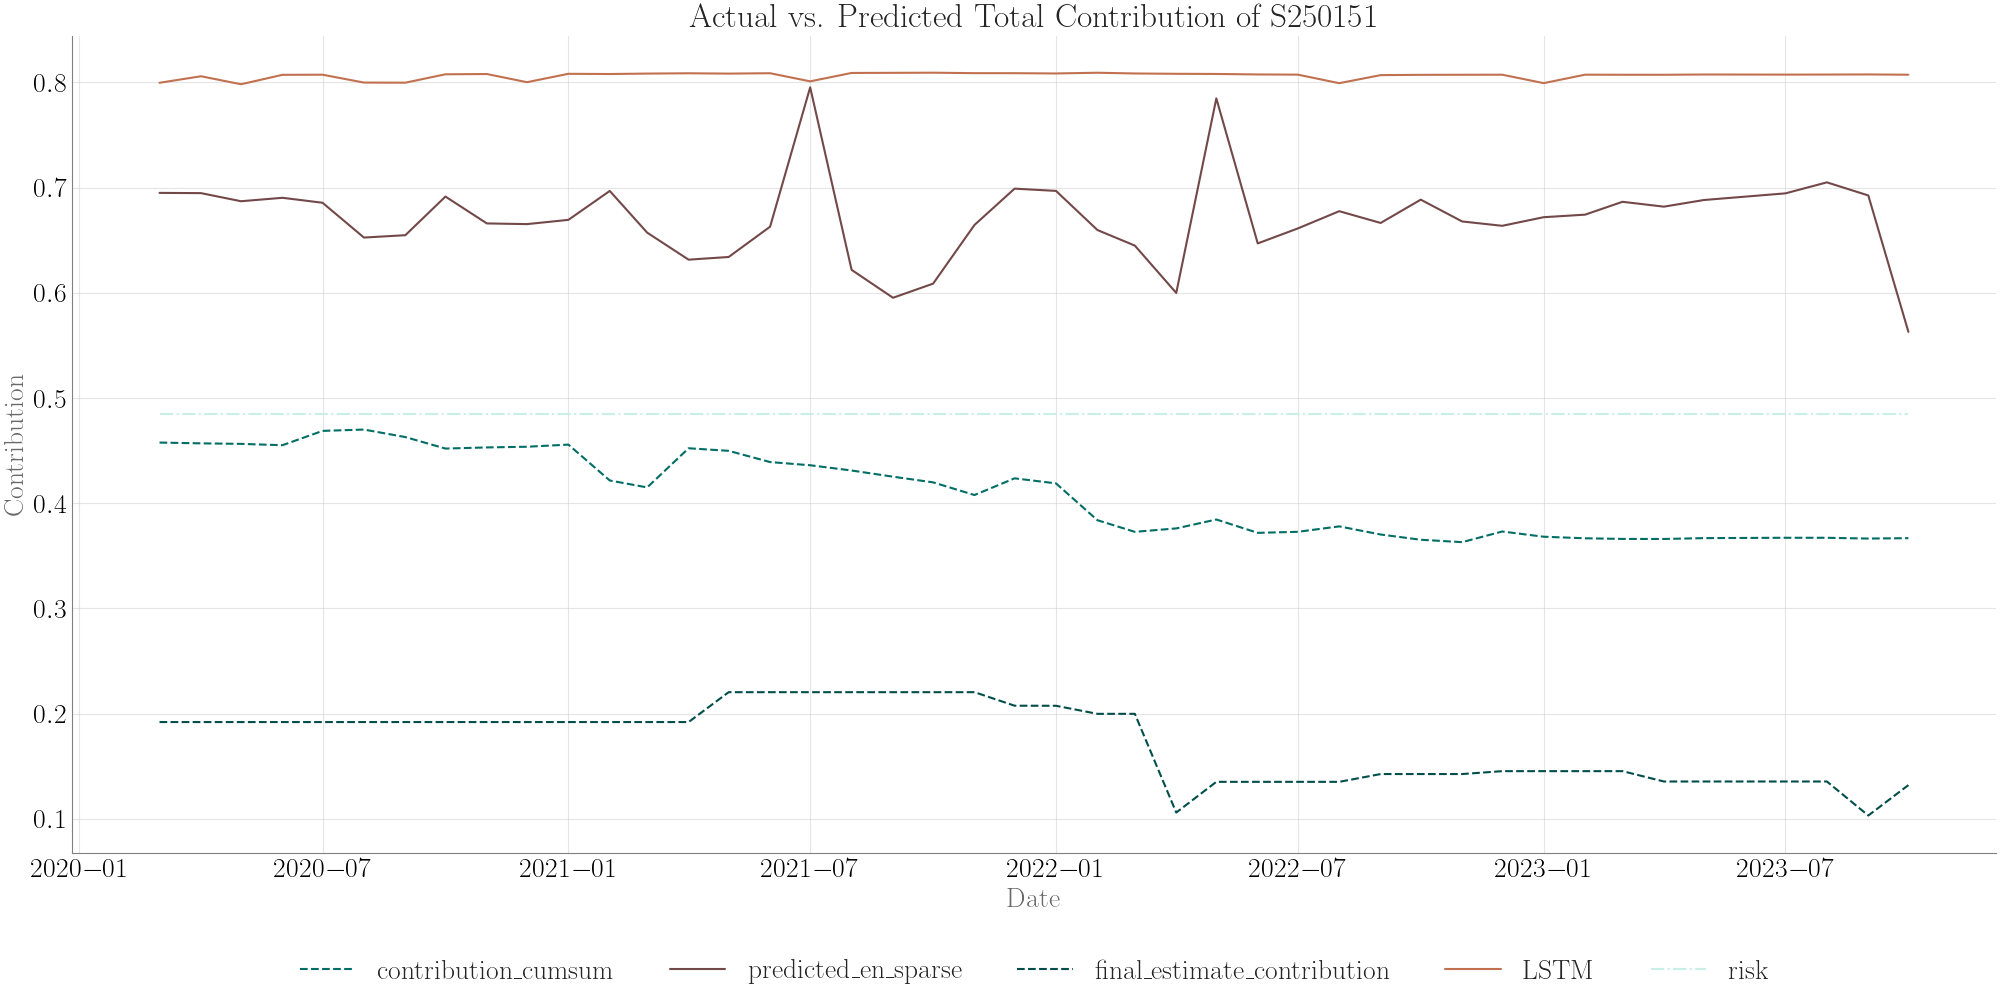 Actual vs. Predicted Total Contribution of S250151
Contribution
0.8
0.7
0.6
0.5
0.4
0.3
0.2
0.1
2020−01 2020−07 2021−01 2021−07 2022−01 2022−07 2023−01 2023−07
Date
contribution_cumsum predicted_en_sparse final_estimate_contribution LSTM risk